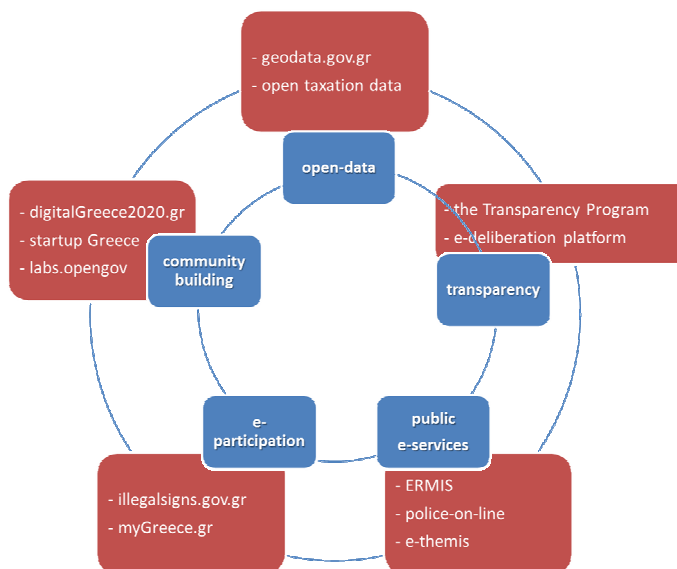 - geodata.gov.gr
- open taxation data
open-data
- the Transparency Program
- e-deliberation platform
transparency
public
e-services
- ERMIS
- police-on-line
- e-themis
e-
participation
- illegalsigns.gov.gr
- myGreece.gr
- digitalGreece2020.gr
- startup Greece
- labs.opengov
community
building